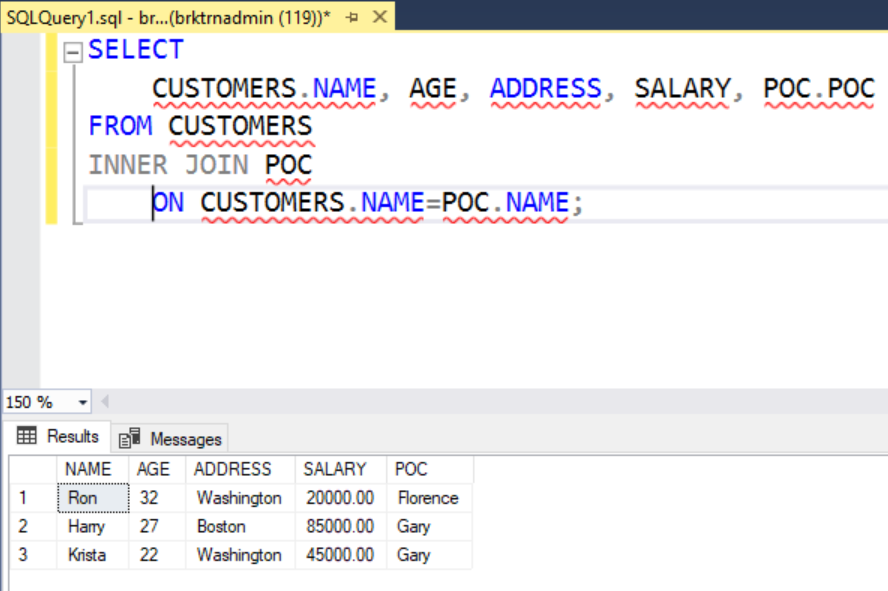 SQLQuery1.sql - br...(brktrnadmin (119))*
SELECT
CUSTOMERS.NAME, AGE, ADDRESS, SALARY, POC.POC
FROM CUSTOMERS
INNER JOIN POC
ON CUSTOMERS.NAME=POC.NAME;
150 %
Results Messages
NAME AGE ADDRESS SALARY POC
1 Ron 32 Washington 20000.00 Florence
2 Harry 27 Boston 85000.00 Gary
3 Krista 22 Washington 45000.00 Gary